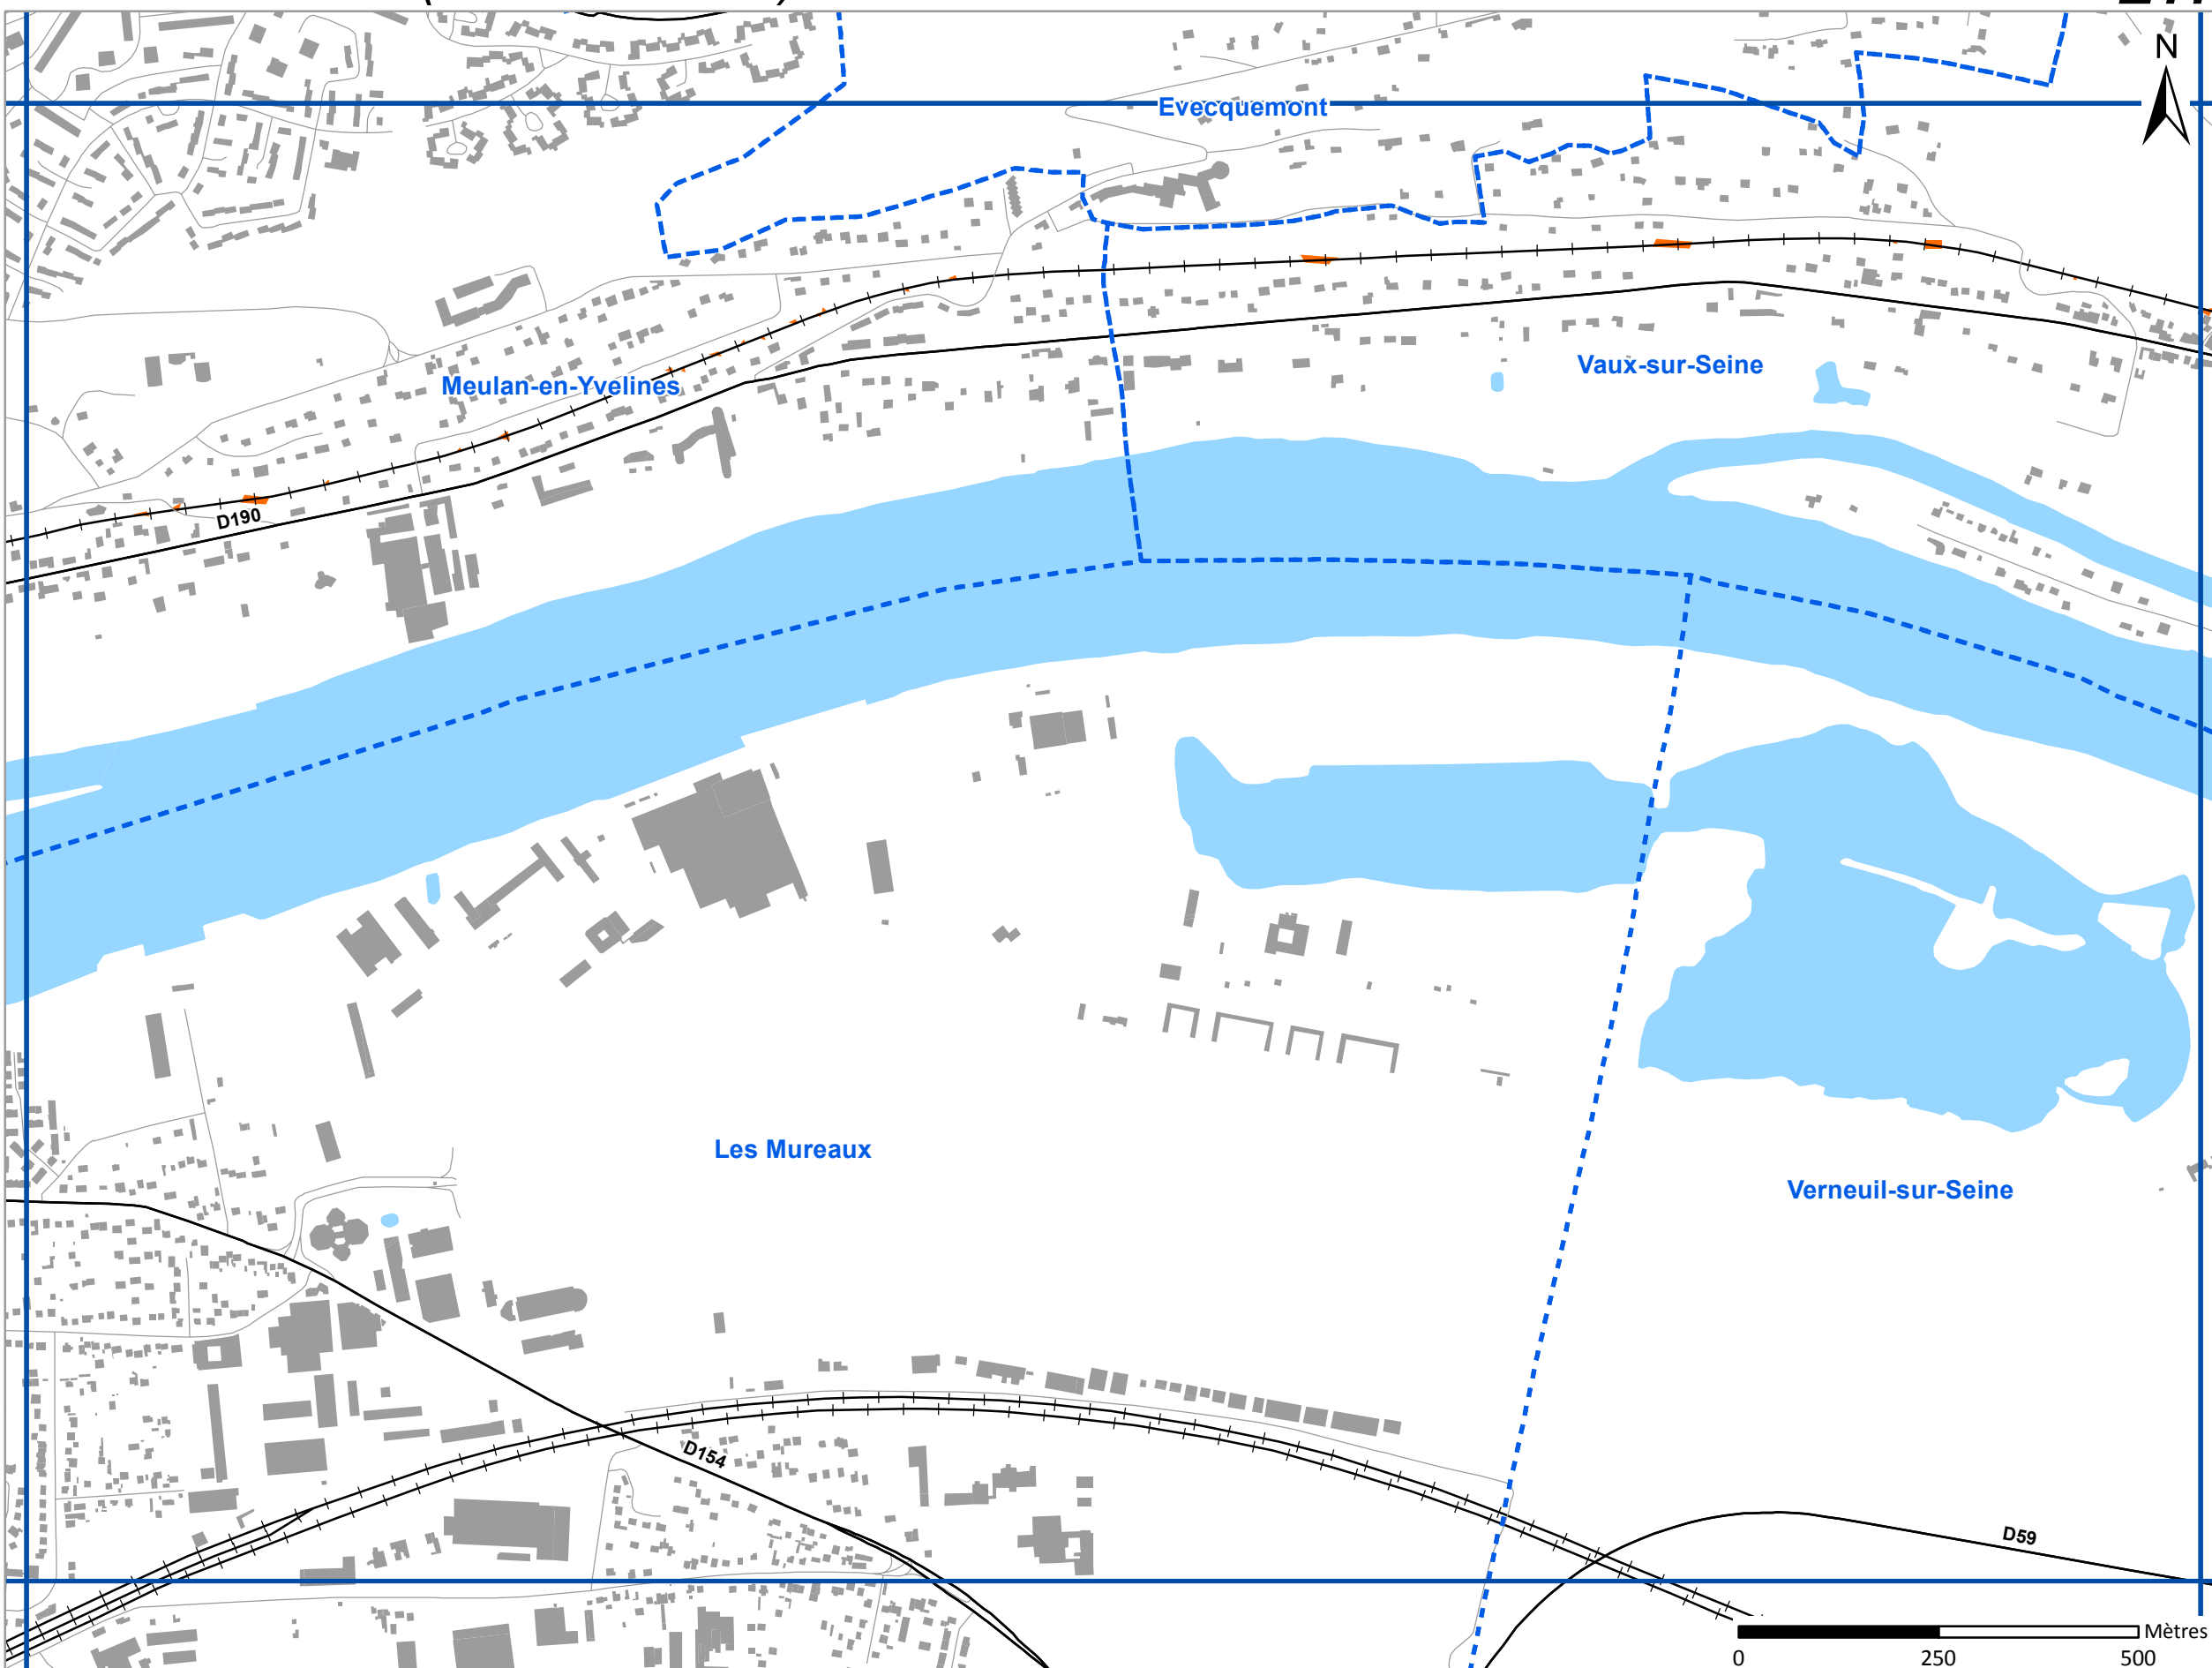 N
Evecquemont
Vaux-sur-Seine
Meulan-en-Yvelines
D190
Les Mureaux
Verneuil-sur-Seine
D154
D59
Mètres
0 250 500